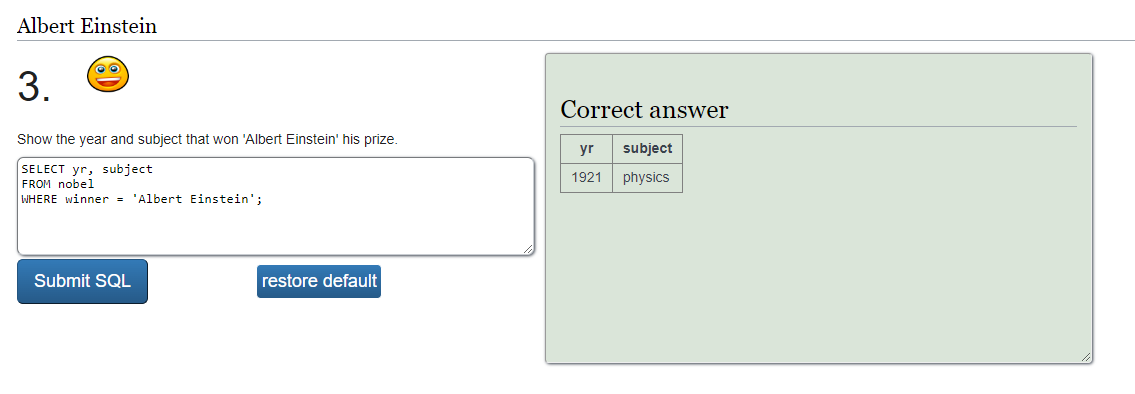 Albert Einstein
3.
Show the year and subject that won 'Albert Einstein' his prize.
SELECT yr, subject
FROM nobel
WHERE winner = 'Albert Einstein';
Submit SQL
restore default
Correct answer
yr subject
1921 physics